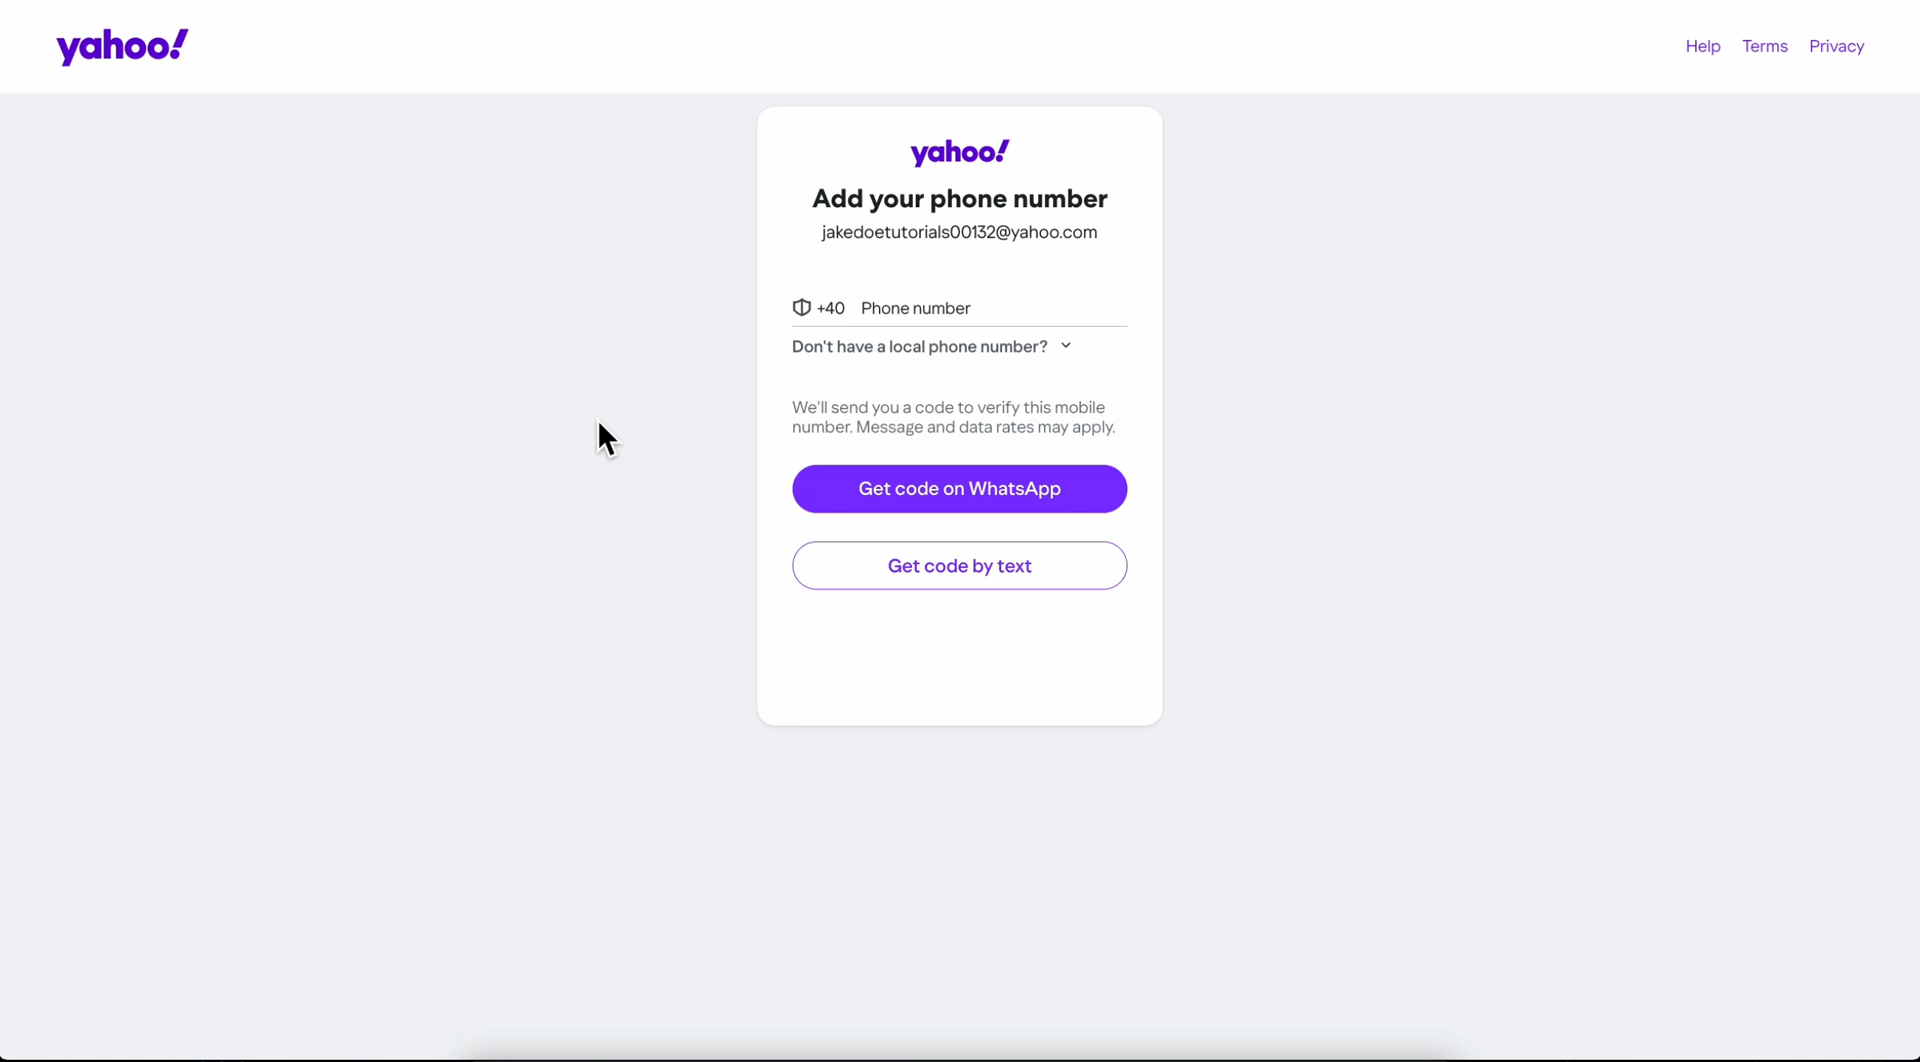 yahoo!
Help Terms Privacy
yahoo!
Add your phone number
jakedoetutorials00132@yahoo.com
+40 Phone number
Don't have a local phone number?
We'll send you a code to verify this mobile
number. Message and data rates may apply.
Get code on WhatsApp
Get code by text